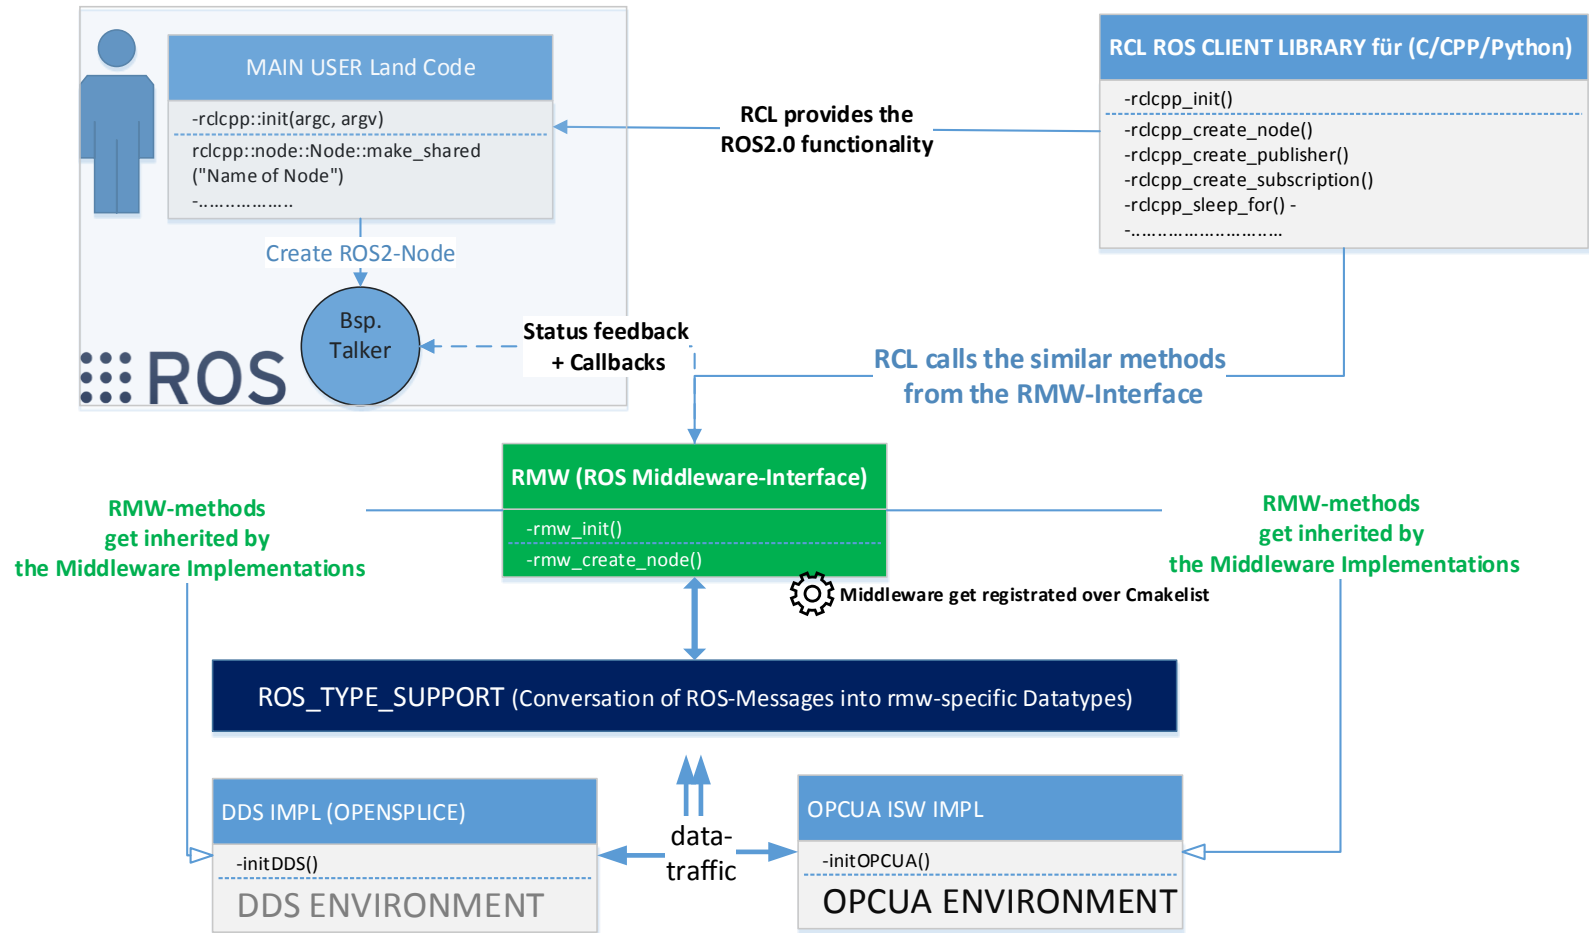 MAIN USER Land Code
-rclcpp::init(argc, argv)
rclcpp::node::Node::make_shared
("Name of Node")
-..................
Create ROS2-Node
Bsp.
Talker
ROS
RCL provides the
ROS2.0 functionality
RCL ROS CLIENT LIBRARY für (C/CPP/Python)
-rclcpp_init()
-rclcpp_create_node()
-rclcpp_create_publisher()
-rclcpp_create_subscription()
-rclcpp_sleep_for() -
-............................
Status feedback
+ Callbacks
RCL calls the similar methods
from the RMW-Interface
RMW (ROS Middleware-Interface)
-rmw_init()
-rmw_create_node()
RMW-methods
get inherited by
the Middleware Implementations
RMW-methods
get inherited by
the Middleware Implementations
Middleware get registrated over Cmakelist
ROS_TYPE_SUPPORT (Conversation of ROS-Messages into rmw-specific Datatypes)
DDS IMPL (OPENSPLICE)
-initDDS()
DDS ENVIRONMENT
data-
traffic
OPCUA ISW IMPL
-initOPCUA()
OPCUA ENVIRONMENT